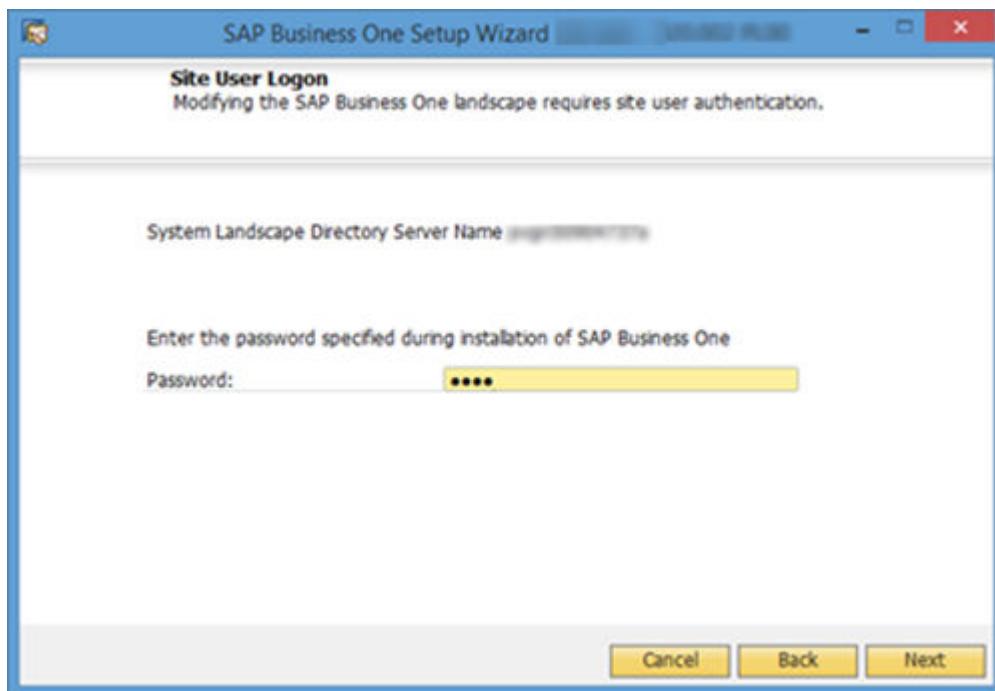 SAP Business One Setup Wizard
Site User Logon
Modifying the SAP Business One landscape requires site user authentication.
System Landscape Directory Server Name
Enter the password specified during installation of SAP Business One
Password: ••••
Cancel Back Next